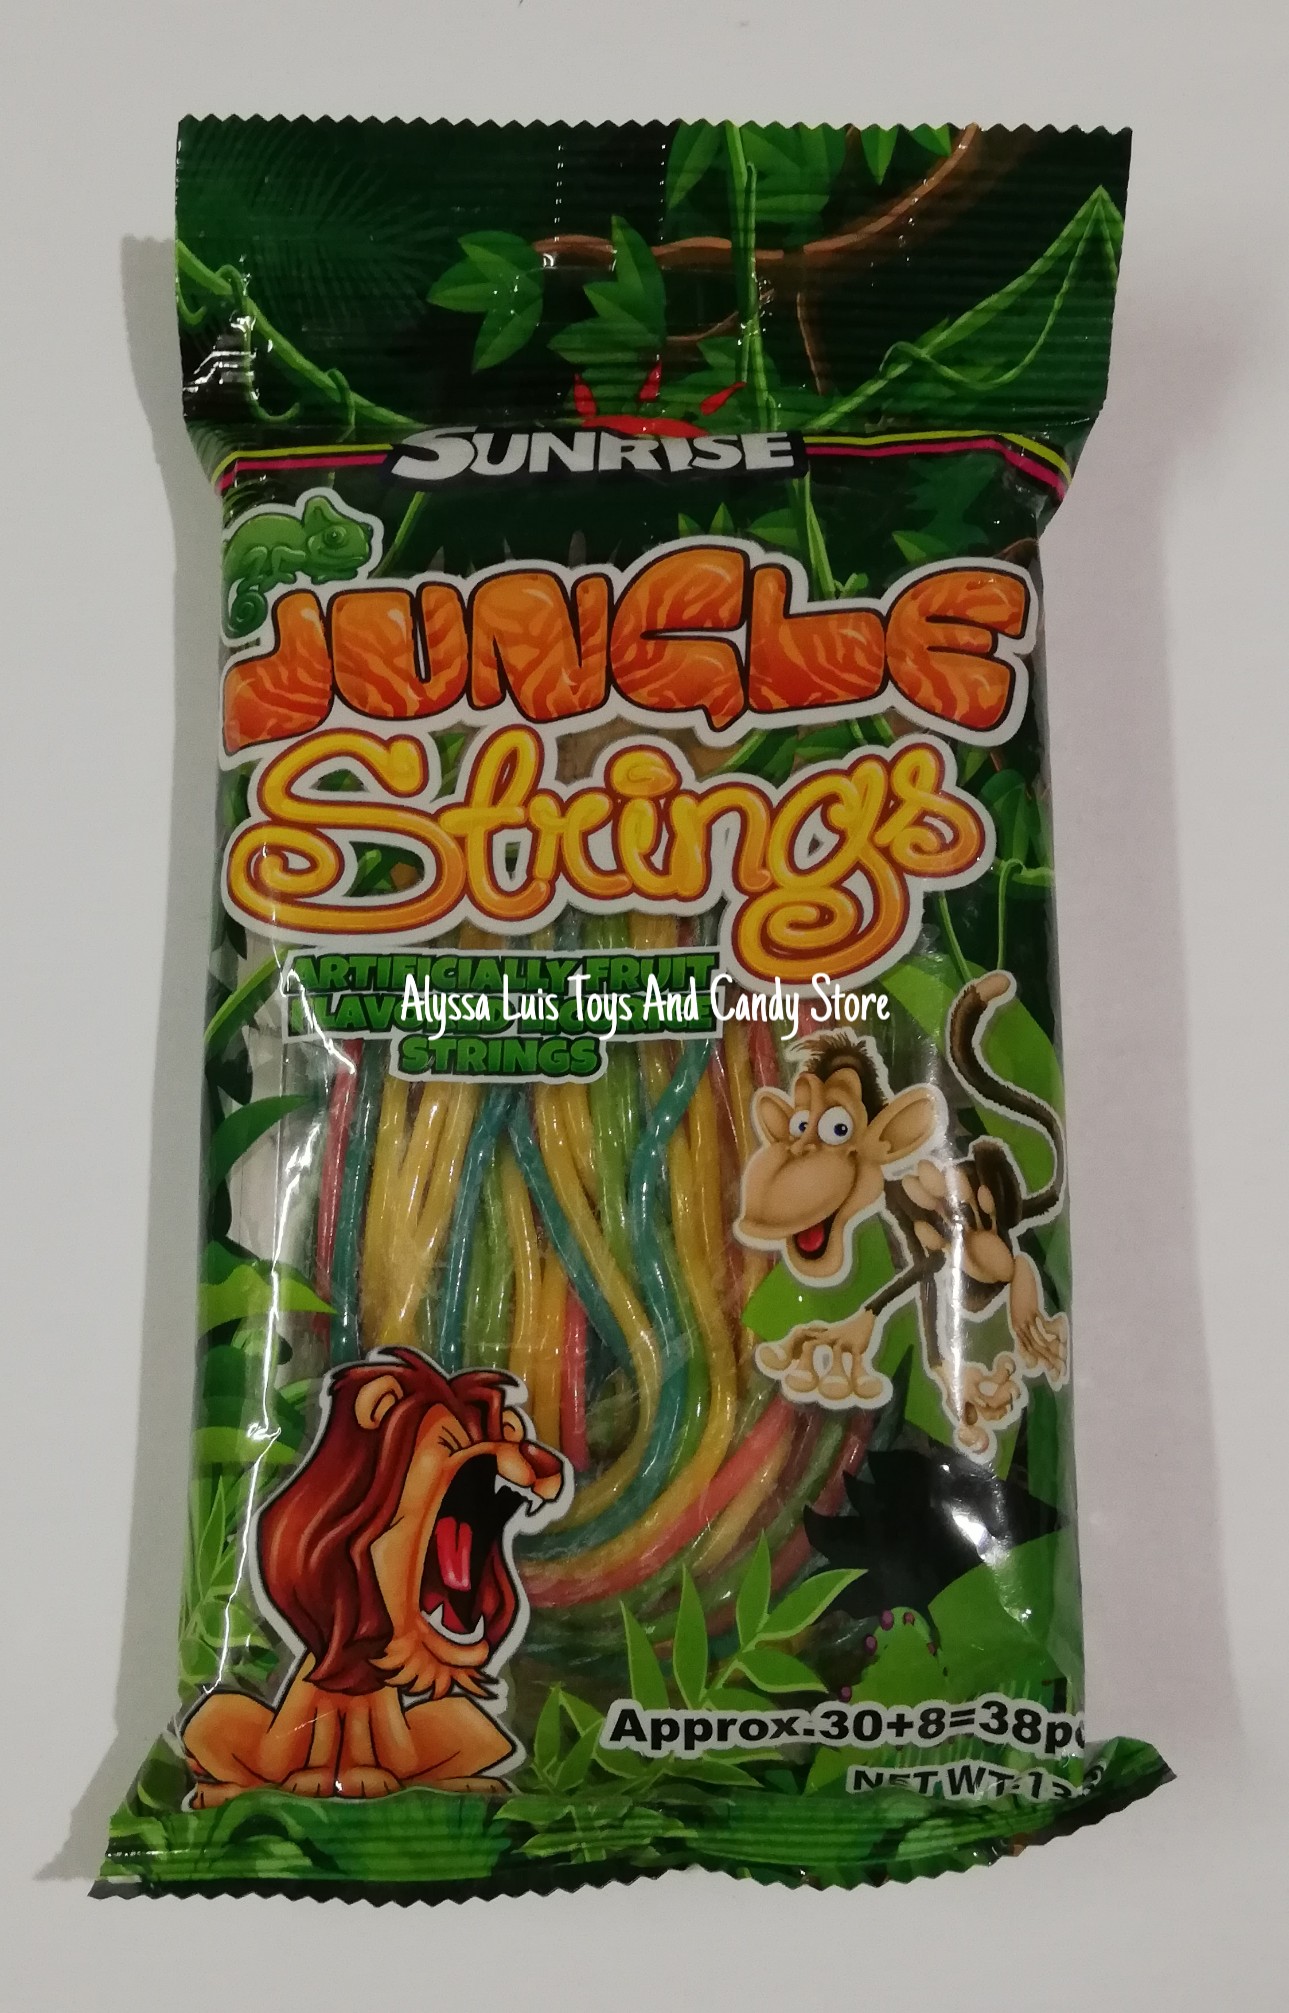 SUNRISE
JUNGLE
Strings
ARTIFICIALLY FRUIT
FLAVORED LICORICE
STRINGS
Alyssa Luis Toys And Candy Store
Approx.30+8=38p
NET WT.